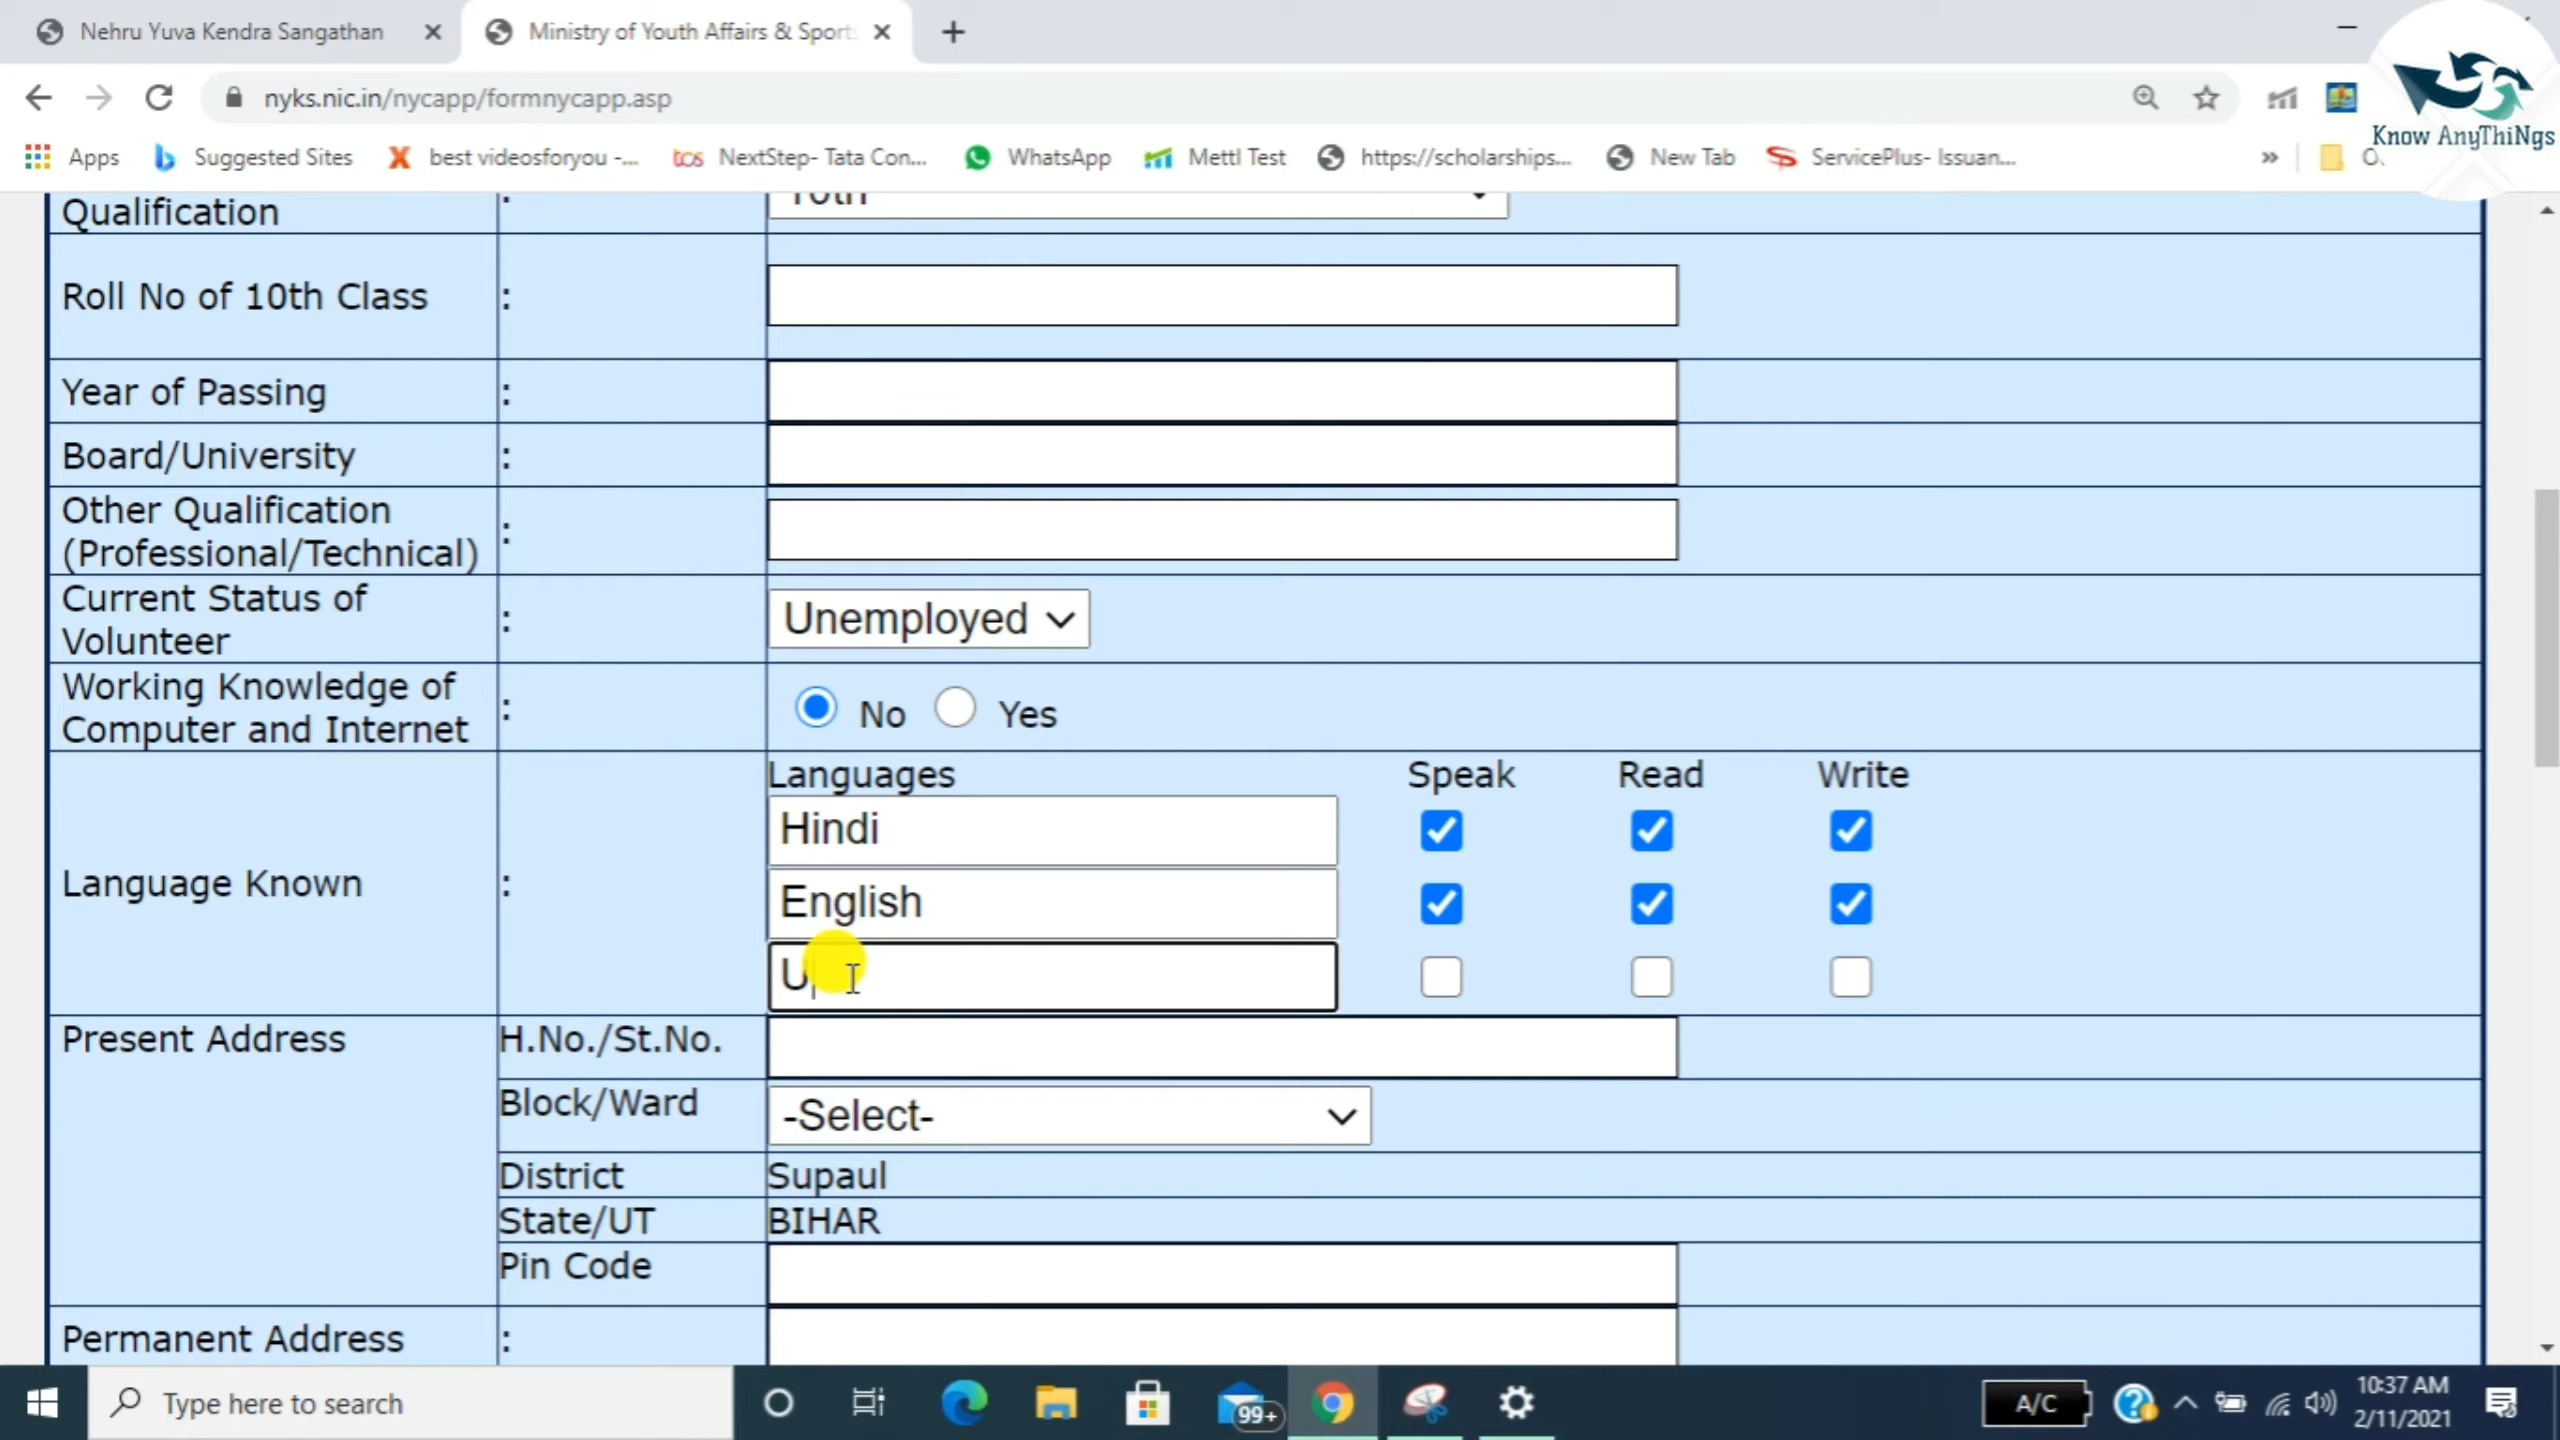 Nehru Yuva Kendra Sangathan
Ministry of Youth Affairs & Sports
nyks.nic.in/nycapp/formnycapp.asp
Know AnyThiNgs
Apps
Suggested Sites
best videosforyou -...
tcs NextStep- Tata Con...
WhatsApp
Mettl Test
https://scholarships...
New Tab
ServicePlus- Issuan...
»
Qualification :
10th
Roll No of 10th Class :
Year of Passing :
Board/University :
Other Qualification
(Professional/Technical) :
Current Status of
Volunteer :
Unemployed
Working Knowledge of
Computer and Internet :
No Yes
Languages Speak Read Write
Hindi
Language Known :
English
U
Present Address H.No./St.No.
Block/Ward -Select-
District Supaul
State/UT BIHAR
Pin Code
Permanent Address :
Type here to search
99+
A/C
10:37 AM
2/11/2021